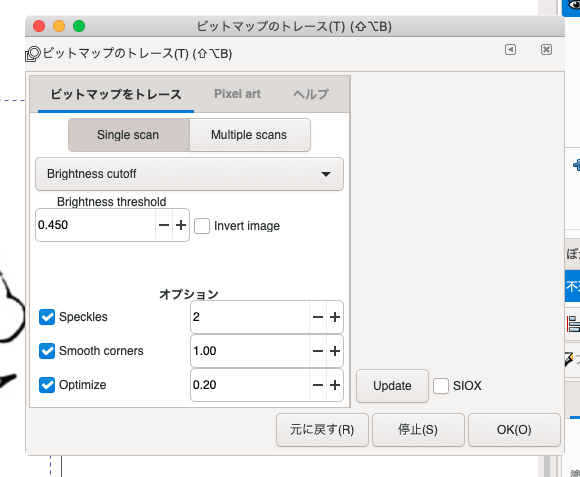 ビットマップのトレース(T) (⇧⌥B)
ビットマップのトレース(T) (⇧⌥B)
ビットマップをトレース Pixel art ヘルプ
Single scan Multiple scans
Brightness cutoff
Brightness threshold
0.450 Invert image
オプション
Speckles 2
Smooth corners 1.00
Optimize 0.20
Update SIOX
元に戻す(R) 停止(S) OK(O)